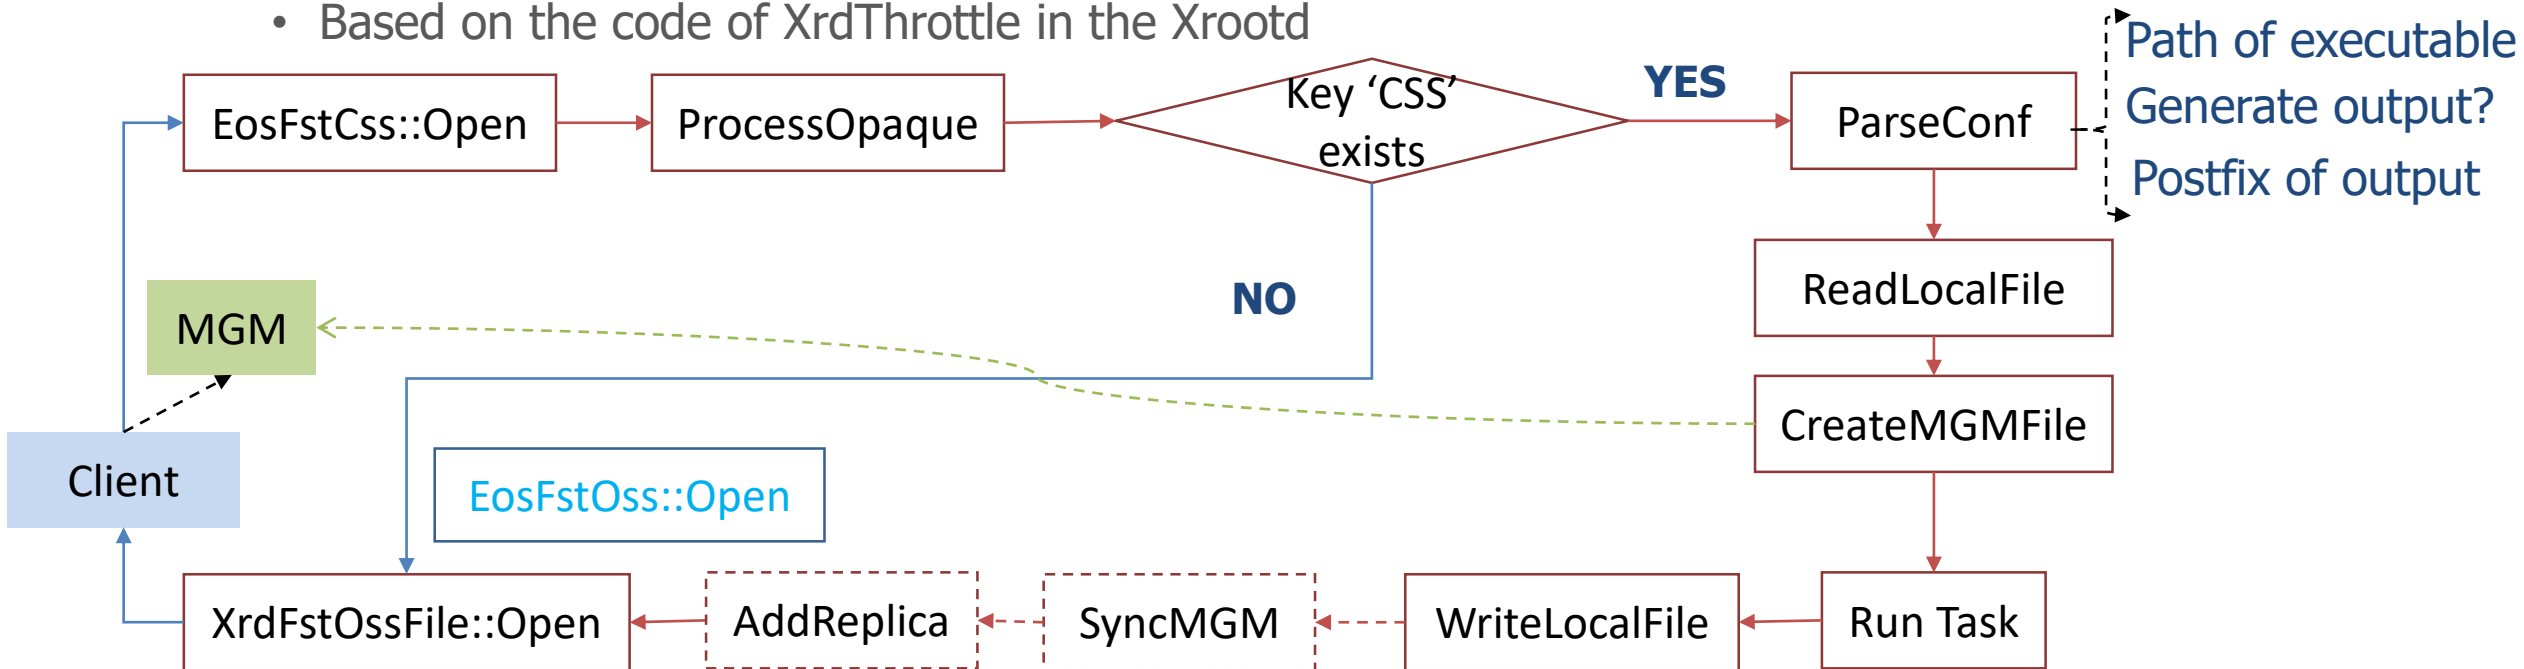 • Based on the code of XrdThrottle in the Xrootd
EosFstCss::Open
ProcessOpaque
Key ‘CSS’
exists
YES
ParseConf
Path of executable
Generate output?
Postfix of output
NO
ReadLocalFile
MGM
CreateMGMFile
Client
EosFstOss::Open
XrdFstOssFile::Open
AddReplica
SyncMGM
WriteLocalFile
Run Task